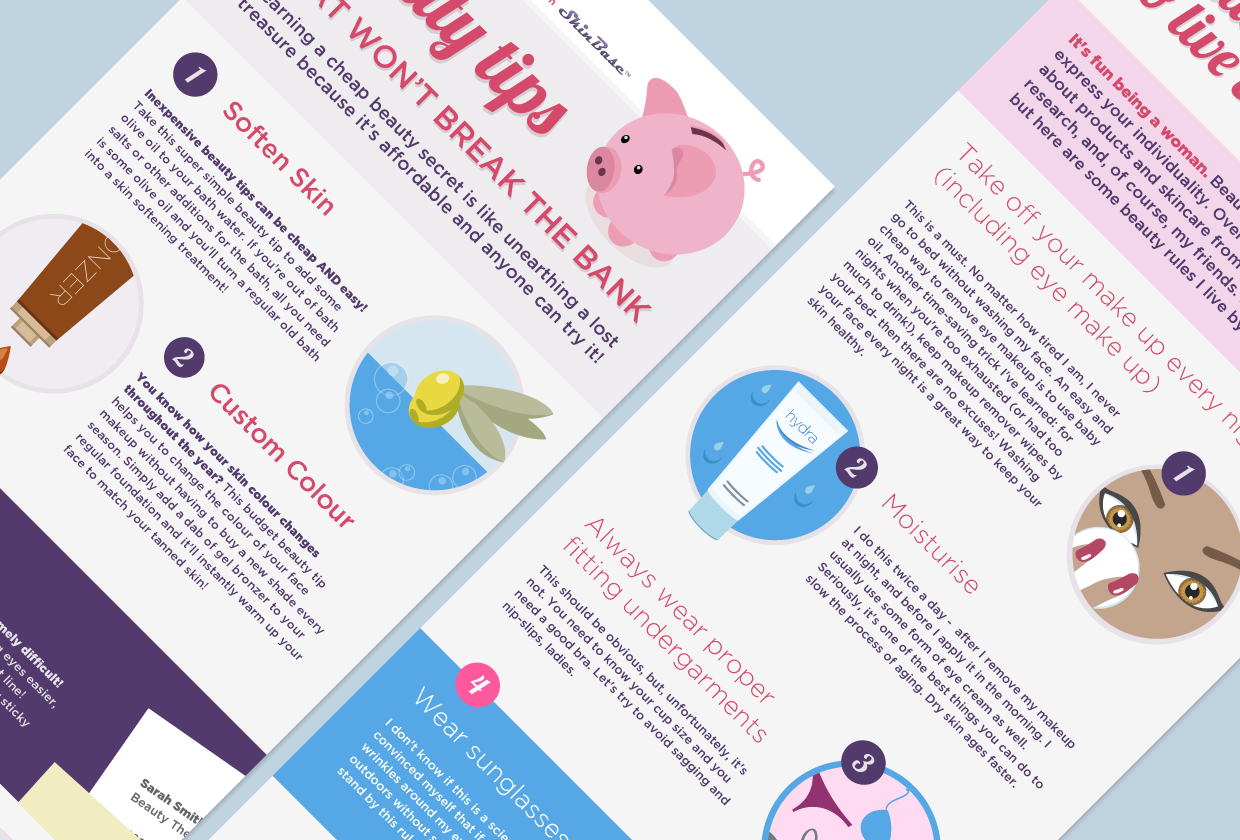 SkinBase™
tips
AT WON'T BREAK THE BANK
earning a cheap beauty secret is like unearthing a lost
treasure because it's affordable and anyone can try it!
1
Soften Skin
Inexpensive beauty tips can be cheap AND easy!
Take this super simple beauty tip to add some
olive oil to your bath water. If you're out of bath
salts or other additions for the bath, all you need
is some olive oil and you'll turn a regular old bath
into a skin softening treatment!
ONIZER
2
Custom Colour
You know how your skin colour changes
throughout the year? This budget beauty tip
helps you to change the colour of your face
makeup without having to buy a new shade every
season. Simply add a dab of gel bronzer to your
regular foundation and it'll instantly warm up your
face to match your tanned skin!
mely difficult!
eyes easier,
t line!
sticky
Sarah Smit
Beauty The
live
It's fun being a woman. Beau
express your individuality. Over
about products and skincare from
research, and, of course, my friends.
but here are some beauty rules I live by
Take off your make up every nig
(including eye make up)
This is a must. No matter how tired I am, I never
go to bed without washing my face. An easy and
cheap way to remove eye makeup is to use baby
oil. Another time-saving trick I've learned: for
nights when you're too exhausted (or had too
much to drink!), keep makeup remover wipes by
your bed- then there are no excuses! Washing
your face every night is a great way to keep your
skin healthy.
1
hydra
2
Moisturise
I do this twice a day - after I remove my makeup
at night, and before I apply it in the morning. I
usually use some form of eye cream as well.
Seriously, it's one of the best things you can do to
slow the process of aging. Dry skin ages faster.
Always wear proper
fitting undergarments
This should be obvious, but, unfortunately, it's
not. You need to know your cup size and you
need a good bra. Let's try to avoid sagging and
nip-slips, ladies.
3
4
Wear sunglasses
I don't know if this is a scie
convinced myself that if
wrinkles around my e
outdoors without s
stand by this rul